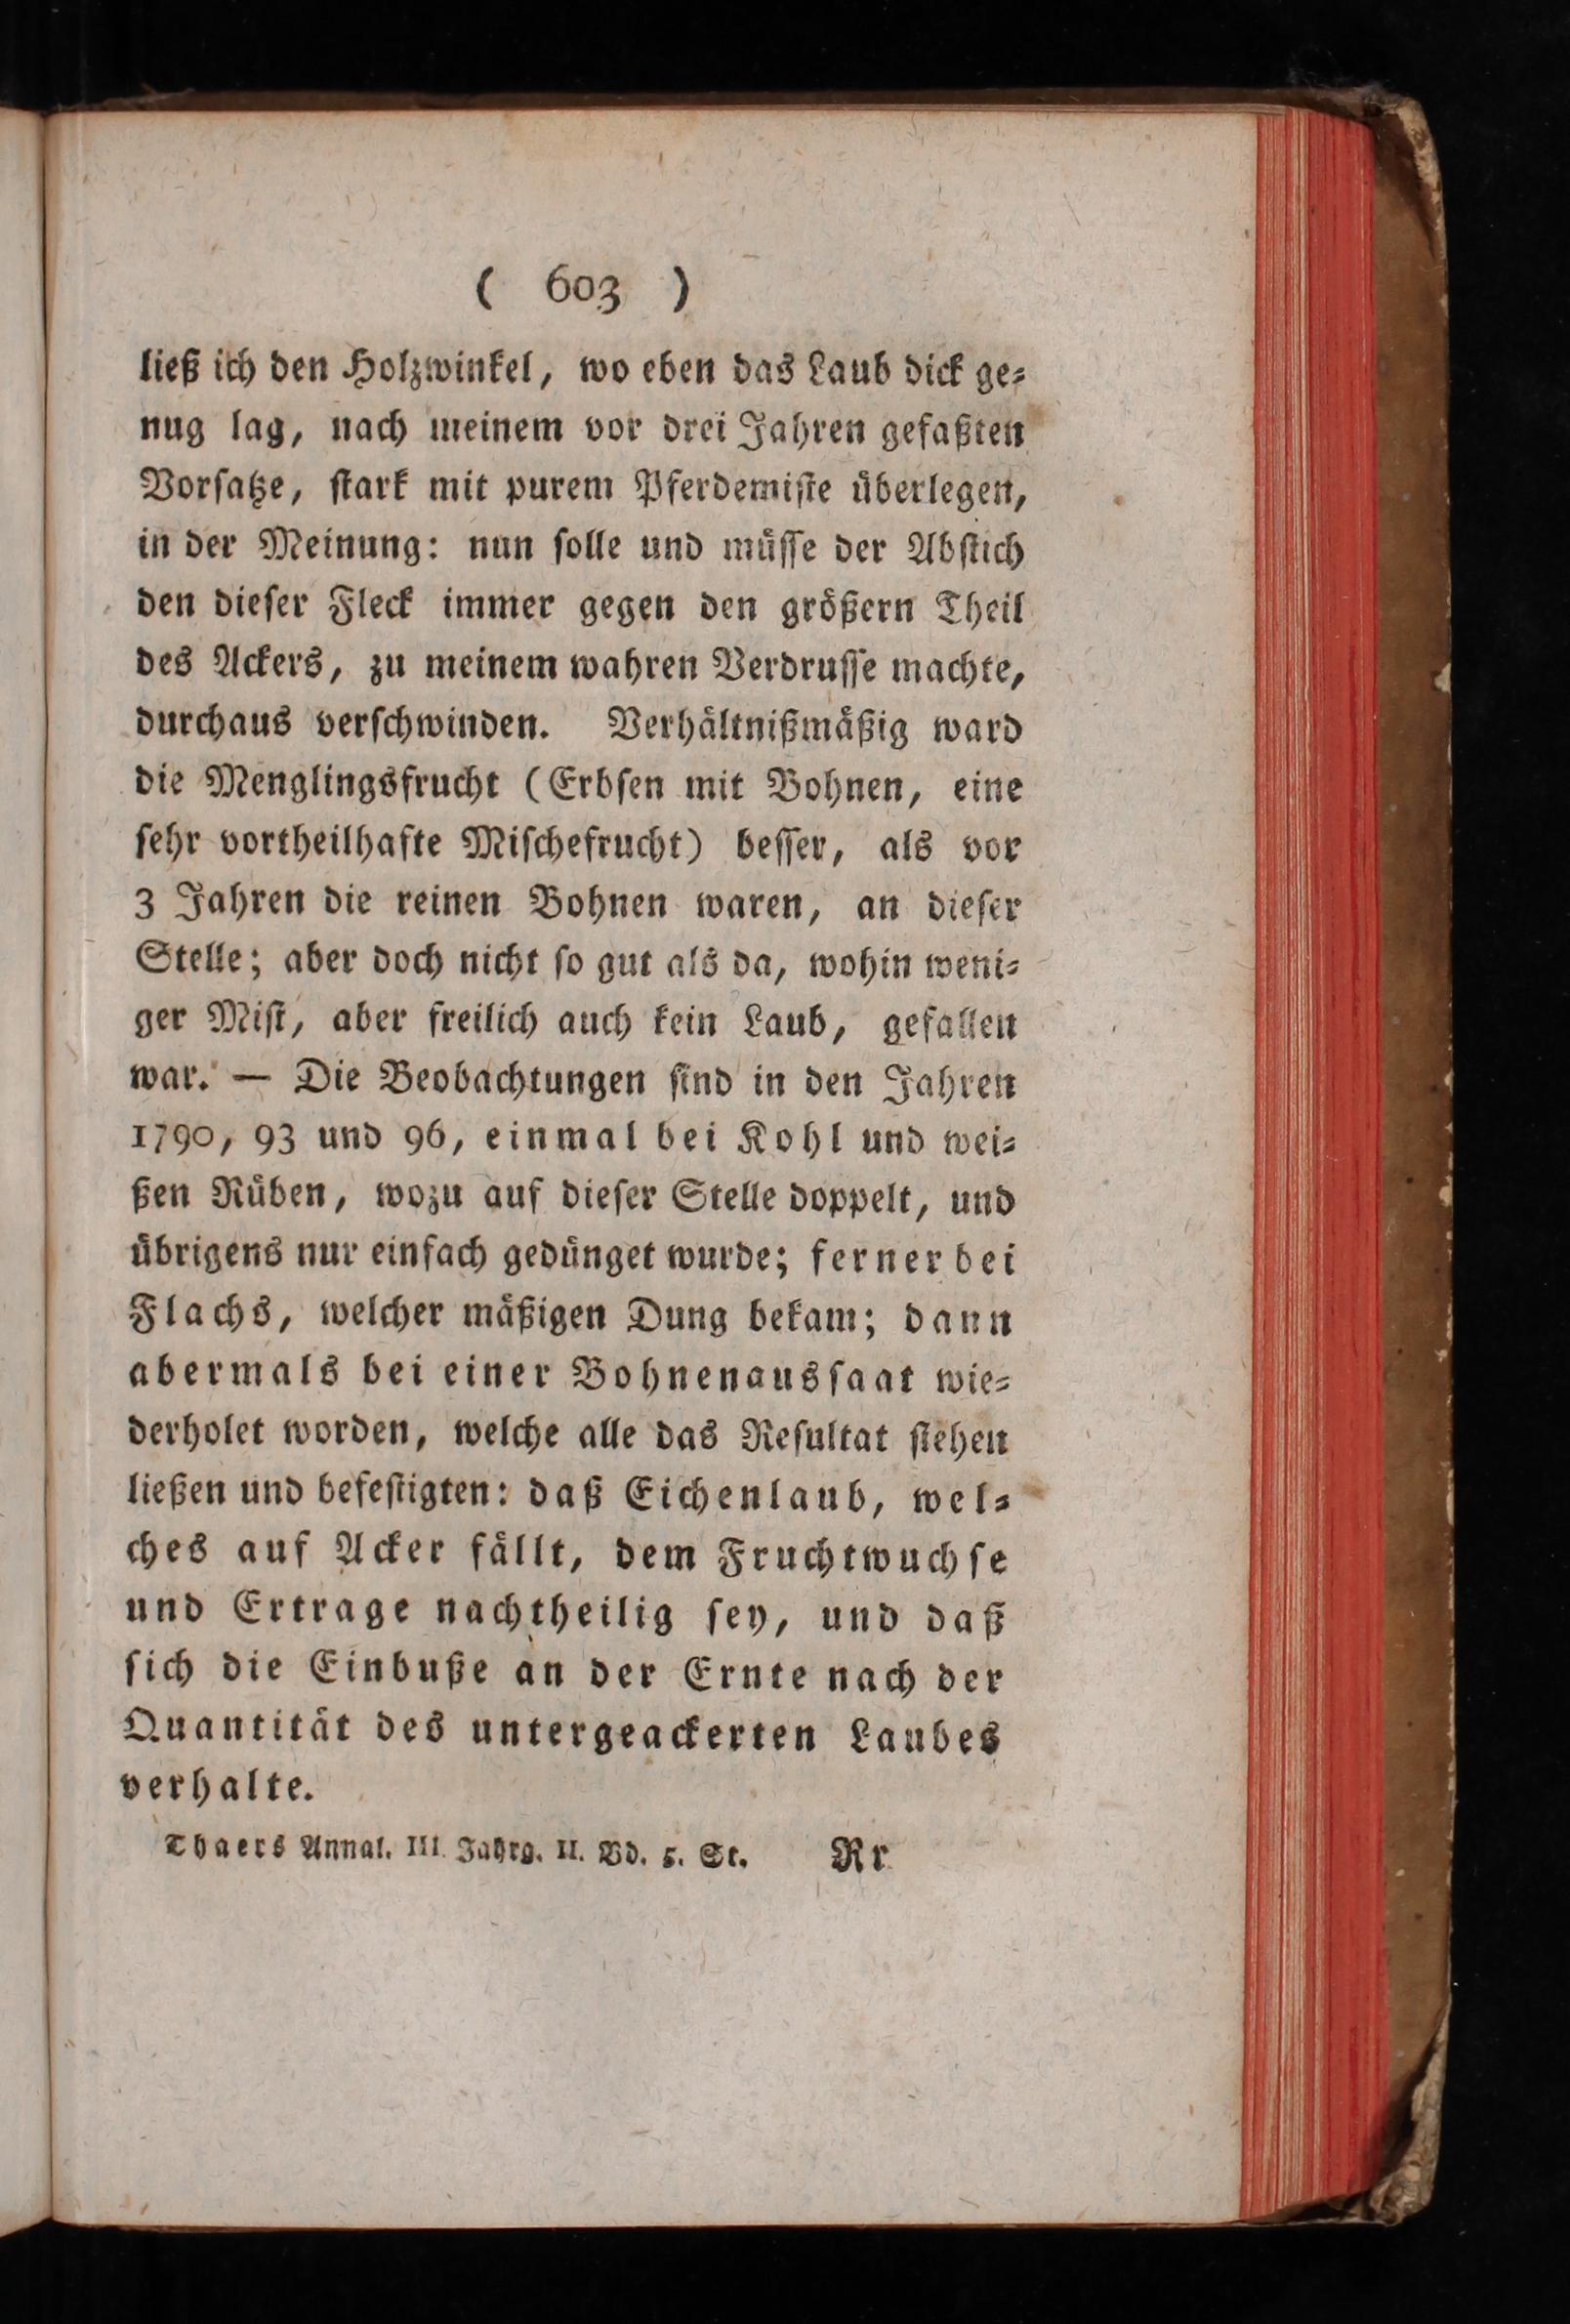 ( 603 )
ließ ich den Holzwinkel, wo eben das Laub dick ge⸗
nug lag, nach meinem vor drei Jahren gefaßten
Vorſatze, ſtark mit purem Pferdemiſte überlegen,
in der Meinung: nun ſolle und müſſe der Abſtich
den dieſer Fleck immer gegen den größern Theil
des Ackers, zu meinem wahren Verdruſſe machte,
durchaus verſchwinden. Verhältnißmäßig ward
die Menglingsfrucht (Erbſen mit Bohnen, eine
ſehr vortheilhafte Miſchefrucht) beſſer, als vor
3 Jahren die reinen Bohnen waren, an dieſer
Stelle; aber doch nicht ſo gut als da, wohin weni⸗
ger Miſt, aber freilich auch kein Laub, gefallen
war. — Die Beobachtungen ſind in den Jahren
1790, 93 und 96, einmal bei Kohl und wei⸗
ßen Rüben, wozu auf dieſer Stelle doppelt, und
übrigens nur einfach gedünget wurde; ferner bei
Flachs, welcher mäßigen Dung bekam; dann
abermals bei einer Bohnenausſaat wie⸗
derholet worden, welche alle das Reſultat ſtehen
ließen und befeſtigten: daß Eichenlaub, wel⸗
ches auf Acker fällt, dem Fruchtwuchſe
und Ertrage nachtheilig ſey, und daß
ſich die Einbuße an der Ernte nach der
Quantität des untergeackerten Laubes
verhalte.
Thaers Annal. III. Jahrg. II. Bd. 5. St. Rr